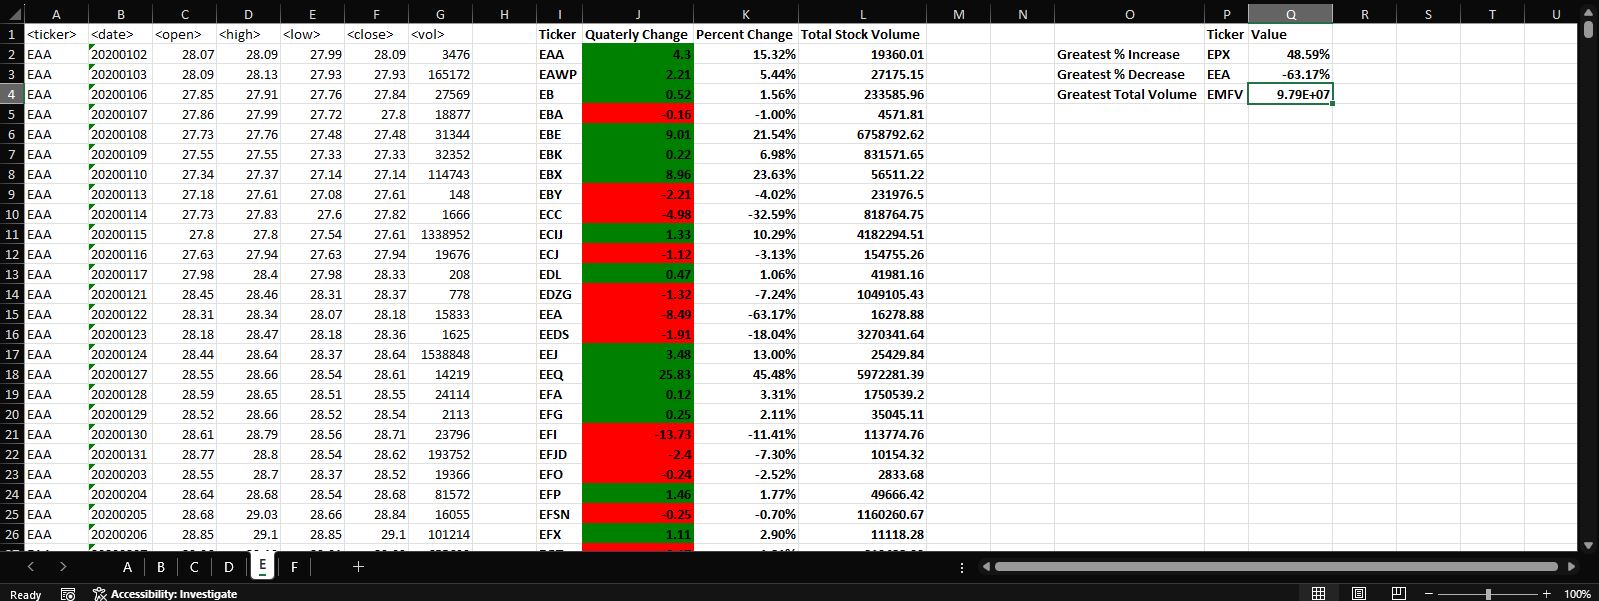 A B C D E F G H I J K L M N O P Q R S T U
1 <ticker> <date> <open> <high> <low> <close> <vol> Ticker Quaterly Change Percent Change Total Stock Volume Ticker Value
2 EAA 20200102 28.07 28.09 27.99 28.09 3476 EAA 4.3 15.32% 19360.01 Greatest % Increase EPX 48.59%
3 EAA 20200103 28.09 28.13 27.93 27.93 165172 EAWP 2.21 5.44% 27175.15 Greatest % Decrease EEA -63.17%
4 EAA 20200106 27.85 27.91 27.76 27.84 27569 EB 0.52 1.56% 233585.96 Greatest Total Volume EMFV 9.79E+07
5 EAA 20200107 27.86 27.99 27.72 27.8 18877 EBA -0.16 -1.00% 4571.81
6 EAA 20200108 27.73 27.76 27.48 27.48 31344 EBE 9.01 21.54% 6758792.62
7 EAA 20200109 27.55 27.55 27.33 27.33 32352 EBK 0.22 6.98% 831571.65
8 EAA 20200110 27.34 27.37 27.14 27.14 114743 EBX 8.96 23.63% 56511.22
9 EAA 20200113 27.18 27.61 27.08 27.61 148 EBY -2.21 -4.02% 231976.5
10 EAA 20200114 27.73 27.83 27.6 27.82 1666 ECC -4.98 -32.59% 818764.75
11 EAA 20200115 27.8 27.8 27.54 27.61 1338952 ECIJ 1.33 10.29% 4182294.51
12 EAA 20200116 27.63 27.94 27.63 27.94 19676 ECJ -1.12 -3.13% 154755.26
13 EAA 20200117 27.98 28.4 27.98 28.33 208 EDL 0.47 1.06% 41981.16
14 EAA 20200121 28.45 28.46 28.31 28.37 778 EDZG -1.32 -7.24% 1049105.43
15 EAA 20200122 28.31 28.34 28.07 28.18 15833 EEA -8.49 -63.17% 16278.88
16 EAA 20200123 28.18 28.47 28.18 28.36 1625 EEDS -1.91 -18.04% 3270341.64
17 EAA 20200124 28.44 28.64 28.37 28.64 1538848 EEJ 3.48 13.00% 25429.84
18 EAA 20200127 28.55 28.66 28.54 28.61 14219 EEQ 25.83 45.48% 5972281.39
19 EAA 20200128 28.59 28.65 28.51 28.55 24114 EFA 0.12 3.31% 1750539.2
20 EAA 20200129 28.52 28.66 28.52 28.54 2113 EFG 0.25 2.11% 35045.11
21 EAA 20200130 28.61 28.79 28.56 28.71 23796 EFI -13.73 -11.41% 113774.76
22 EAA 20200131 28.77 28.8 28.54 28.62 193752 EFJD -2.4 -7.30% 10154.32
23 EAA 20200203 28.55 28.7 28.37 28.52 19366 EFO -0.24 -2.52% 2833.68
24 EAA 20200204 28.64 28.68 28.54 28.68 81572 EFP 1.46 1.77% 49666.42
25 EAA 20200205 28.68 29.03 28.66 28.84 16055 EFSN -0.25 -0.70% 1160260.67
26 EAA 20200206 28.85 29.1 28.85 29.1 101214 EFX 1.11 2.90% 11118.28
A B C D E F +
Ready Accessibility: Investigate 100%